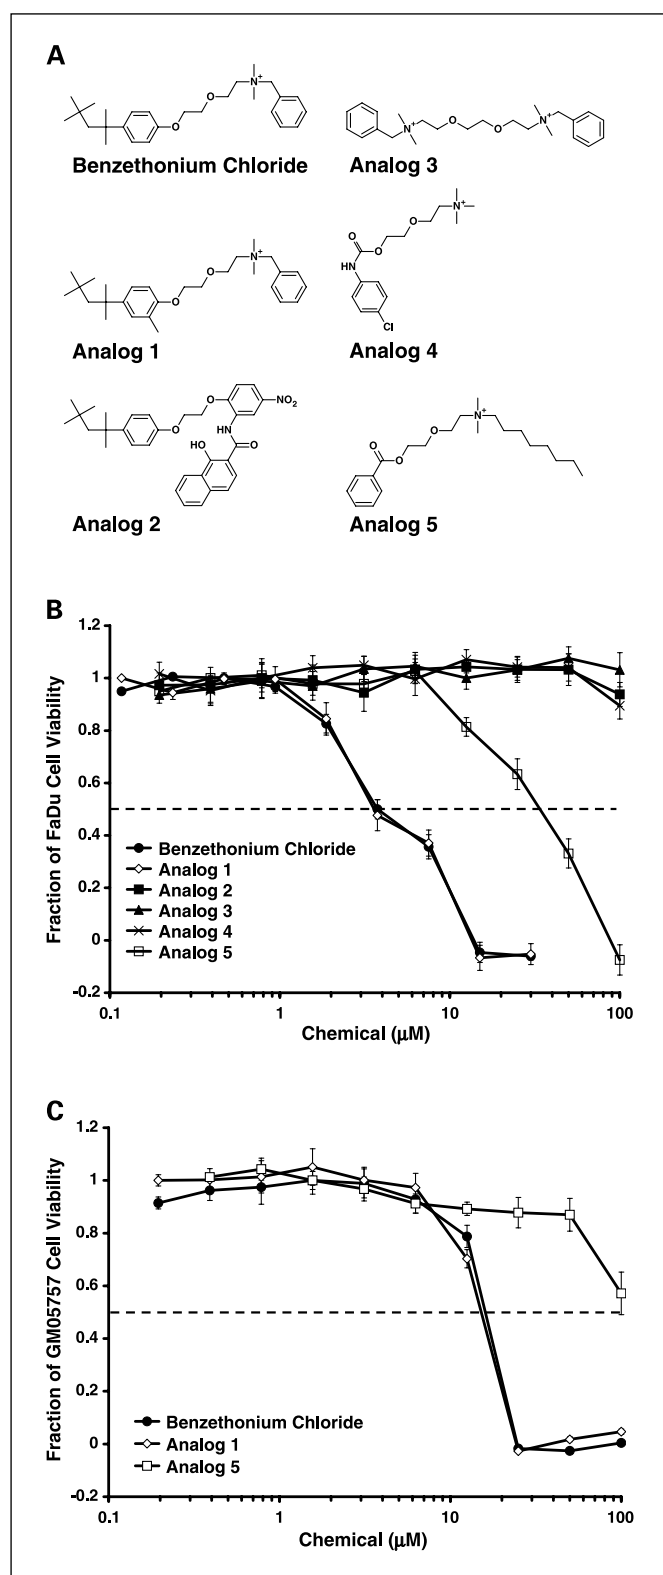 A
N+
O
O
Benzethonium Chloride
N+
O
O
N+
Analog 3
N+
O
O
Analog 1
N+
O
O
O
HN
Cl
Analog 4
O
O
NO2
HN
O
HO
Analog 2
N+
O
O
O
Analog 5
B
Fraction of FaDu Cell Viability
1.2
1
0.8
0.6
0.4
0.2
0
-0.2
Benzethonium Chloride
Analog 1
Analog 2
Analog 3
Analog 4
Analog 5
0.1
1
10
100
Chemical (µM)
C
Fraction of GM05757 Cell Viability
1.2
1
0.8
0.6
0.4
0.2
0
-0.2
Benzethonium Chloride
Analog 1
Analog 5
0.1
1
10
100
Chemical (µM)